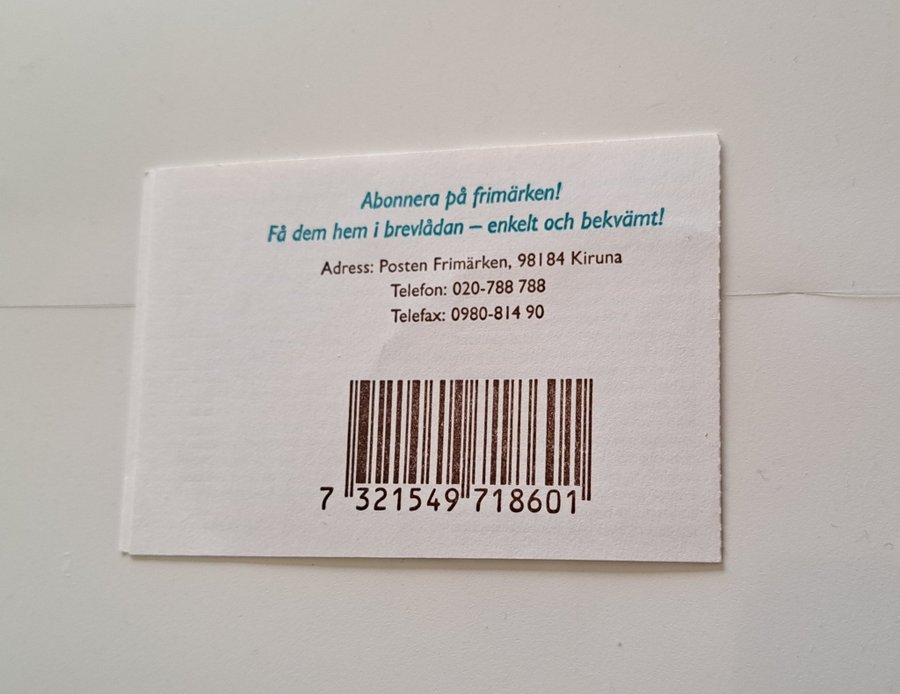 Abonnera på frimärken!
Få dem hem i brevlådan – enkelt och bekvämt!
Adress: Posten Frimärken, 98184 Kiruna
Telefon: 020-788 788
Telefax: 0980-814 90
7 321549 718601